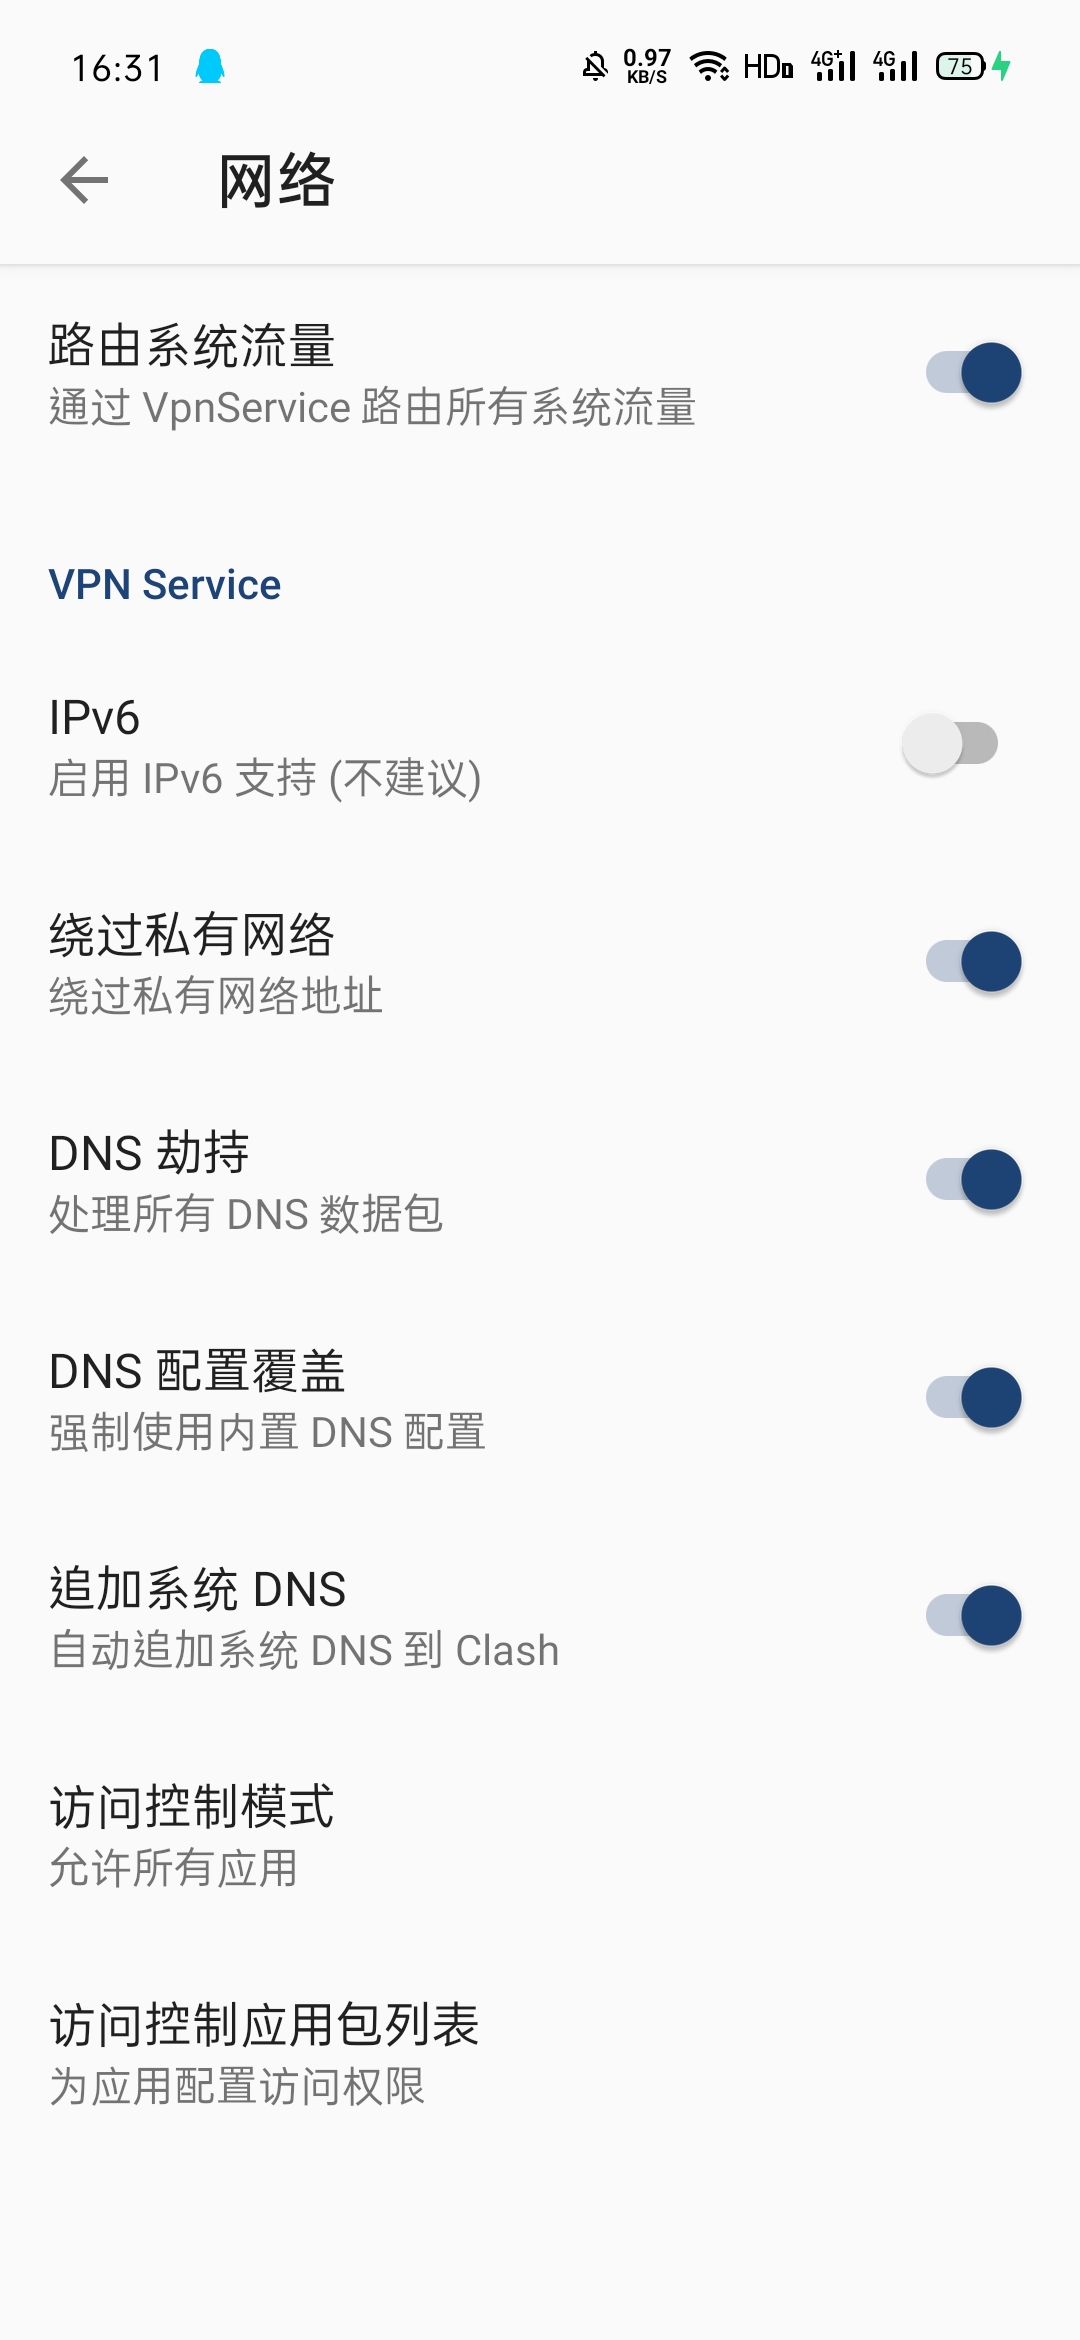 16:31
0.97 KB/S HD 4G+ 4G 75
网络
路由系统流量
通过 VpnService 路由所有系统流量
VPN Service
IPv6
启用 IPv6 支持 (不建议)
绕过私有网络
绕过私有网络地址
DNS 劫持
处理所有 DNS 数据包
DNS 配置覆盖
强制使用内置 DNS 配置
追加系统 DNS
自动追加系统 DNS 到 Clash
访问控制模式
允许所有应用
访问控制应用包列表
为应用配置访问权限